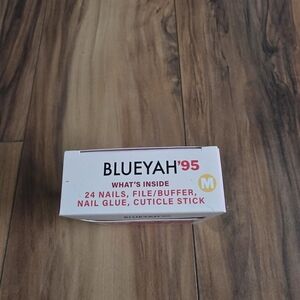 BLUEYAH'95
WHAT'S INSIDE
24 NAILS, FILE/BUFFER,
NAIL GLUE, CUTICLE STICK
M